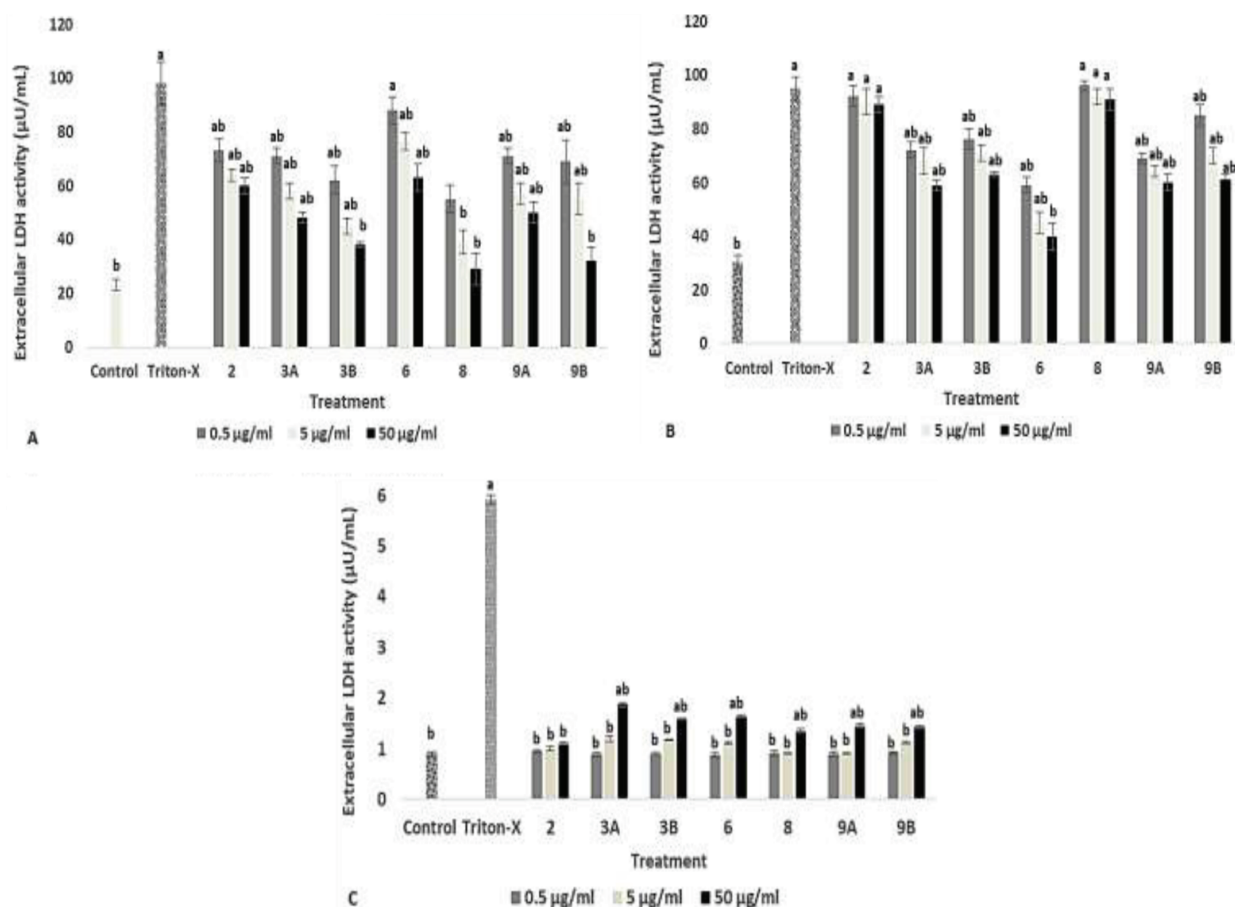 Extracellular LDH activity (µU/mL)
120
100
80
60
40
20
0
b
a
ab ab ab
ab ab ab
ab ab b
a ab ab
b b
ab ab ab
ab ab b
Control Triton-X 2 3A 3B 6 8 9A 9B
Treatment
0.5 µg/ml 5 µg/ml 50 µg/ml
A
Extracellular LDH activity (µU/mL)
120
100
80
60
40
20
0
b
a
a a a
ab ab ab
ab ab ab
ab ab b
a a a
ab ab ab
ab ab ab
Control Triton-X 2 3A 3B 6 8 9A 9B
Treatment
0.5 µg/ml 5 µg/ml 50 µg/ml
B
Extracellular LDH activity (µU/mL)
6
5
4
3
2
1
0
b
a
b b b
b b ab
b b ab
b b ab
b b ab
b b ab
b b ab
Control Triton-X 2 3A 3B 6 8 9A 9B
Treatment
0.5 µg/ml 5 µg/ml 50 µg/ml
C